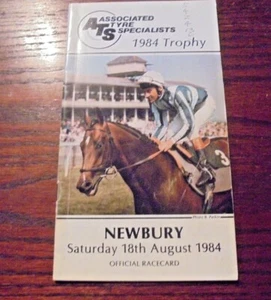 ASSOCIATED
ATS TYRE
SPECIALISTS
1984 Trophy
3
NEWBURY
Saturday 18th August 1984
OFFICIAL RACECARD